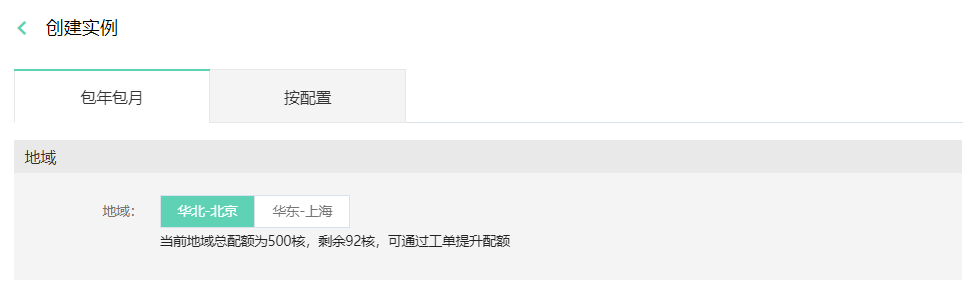 创建实例
包年包月 按配置
地域
地域： 华北-北京 华东-上海
当前地域总配额为500核，剩余92核，可通过工单提升配额